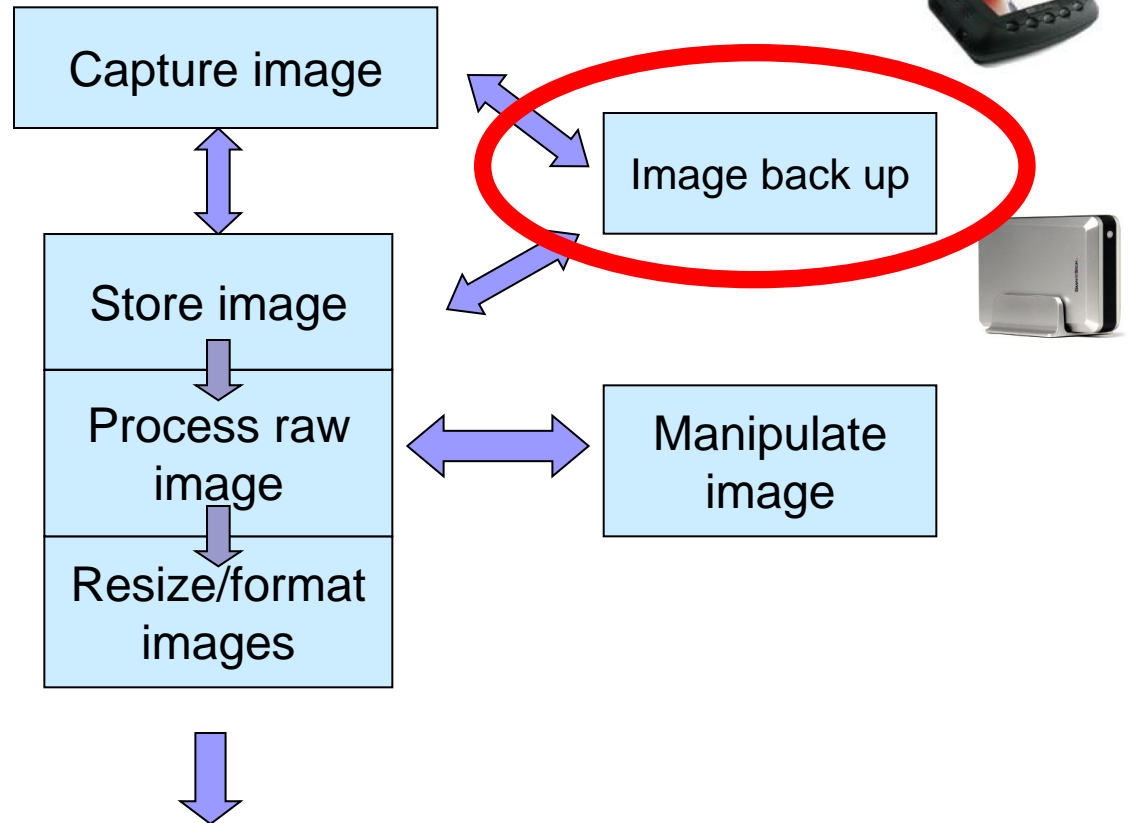 Capture image
Image back up
Store image
Process raw
image
Manipulate
image
Resize/format
images